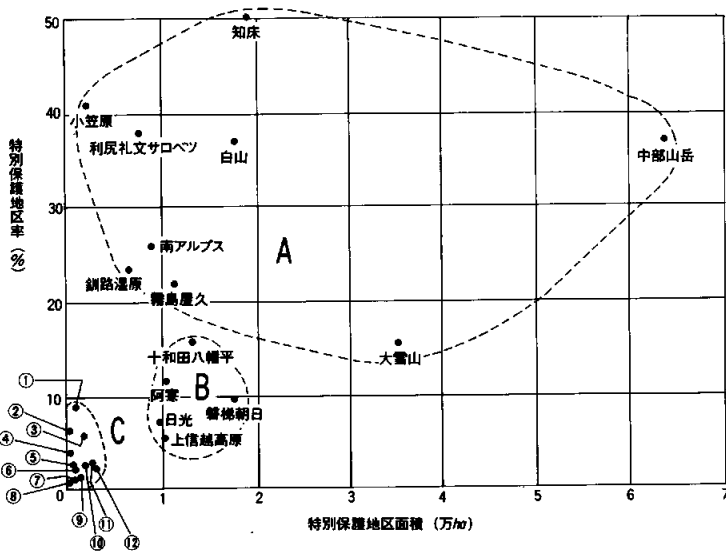 特別保護地区率(%)
50
40
30
20
10
0
知床
小笠原
利尻礼文サロベツ
白山
中部山岳
南アルプス
A
釧路湿原
霧島屋久
大雪山
十和田八幡平
B
阿寒
磐梯朝日
日光
上信越高原
C
①
②
③
④
⑤
⑥
⑦
⑧
⑨
⑩
⑪
⑫
1
2
3
4
5
6
7
特別保護地区面積(万ha)